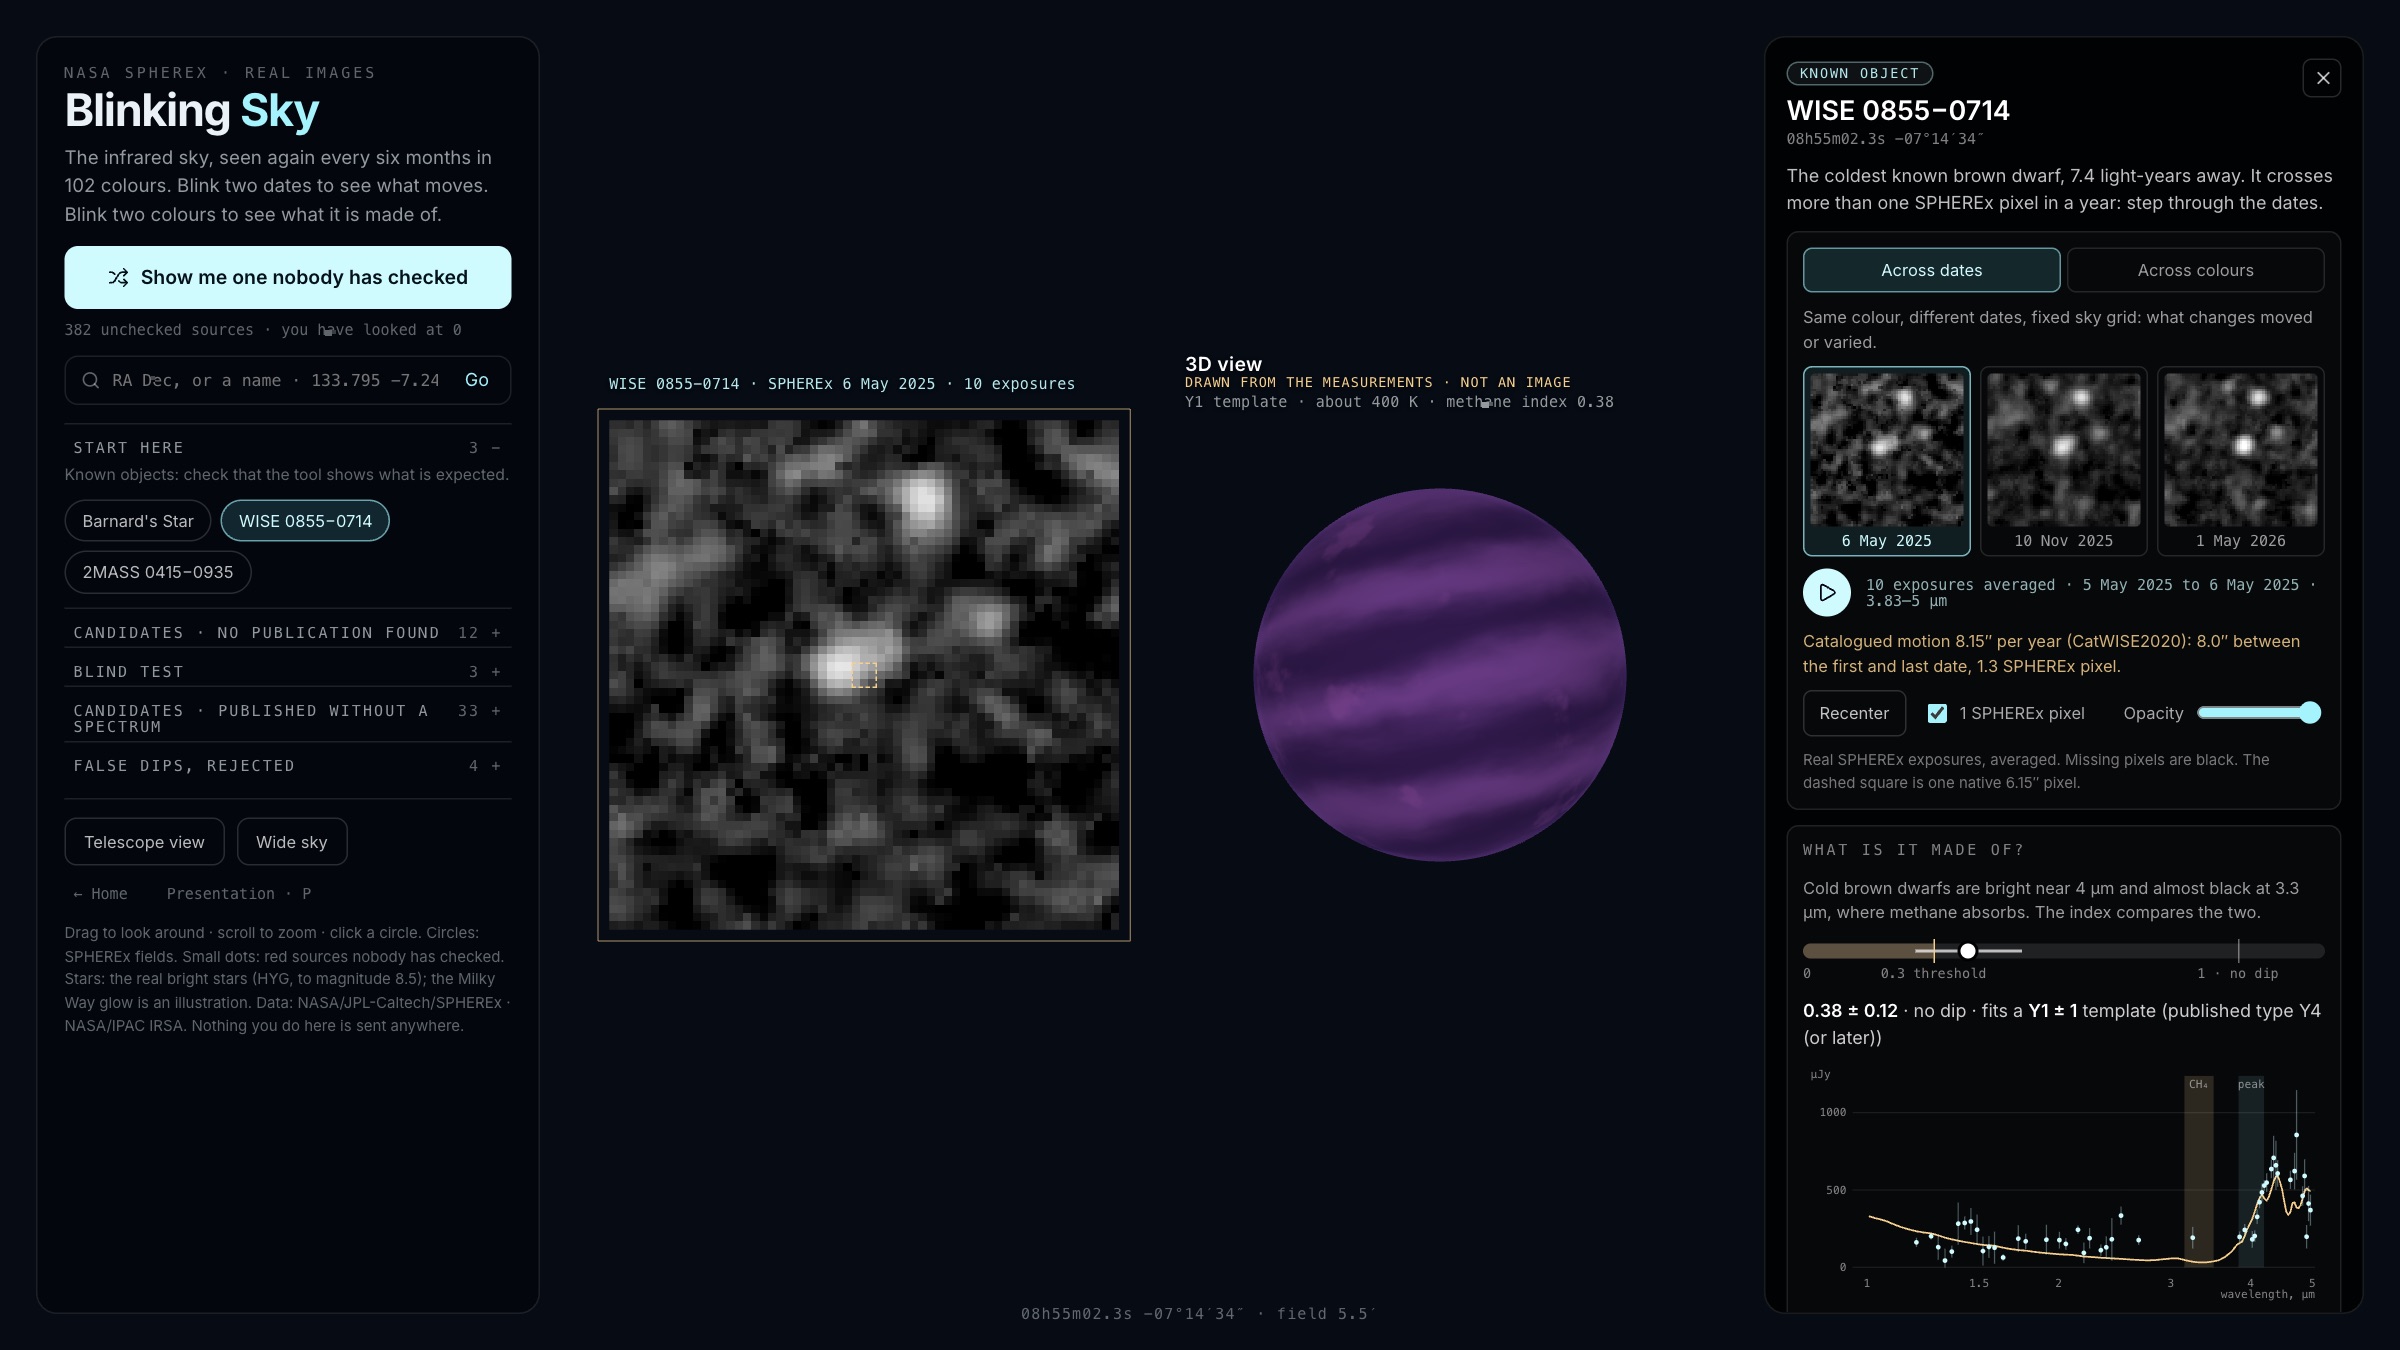 NASA SPHEREX · REAL IMAGES
Blinking Sky
The infrared sky, seen again every six months in
102 colours. Blink two dates to see what moves.
Blink two colours to see what it is made of.
Show me one nobody has checked
382 unchecked sources · you have looked at 0
RA Dec, or a name · 133.795 −7.24
Go
START HERE
3 −
Known objects: check that the tool shows what is expected.
Barnard's Star
WISE 0855−0714
2MASS 0415−0935
CANDIDATES · NO PUBLICATION FOUND
12 +
BLIND TEST
3 +
CANDIDATES · PUBLISHED WITHOUT A
SPECTRUM
33 +
FALSE DIPS, REJECTED
4 +
Telescope view
Wide sky
← Home
Presentation · P
Drag to look around · scroll to zoom · click a circle. Circles:
SPHEREx fields. Small dots: red sources nobody has checked.
Stars: the real bright stars (HYG, to magnitude 8.5); the Milky
Way glow is an illustration. Data: NASA/JPL-Caltech/SPHEREx ·
NASA/IPAC IRSA. Nothing you do here is sent anywhere.
WISE 0855−0714 · SPHEREx 6 May 2025 · 10 exposures
3D view
DRAWN FROM THE MEASUREMENTS · NOT AN IMAGE
Y1 template · about 400 K · methane index 0.38
08h55m02.3s −07°14′34″ · field 5.5′
KNOWN OBJECT
WISE 0855−0714
08h55m02.3s −07°14′34″
The coldest known brown dwarf, 7.4 light-years away. It crosses
more than one SPHEREx pixel in a year: step through the dates.
Across dates
Across colours
Same colour, different dates, fixed sky grid: what changes moved
or varied.
6 May 2025
10 Nov 2025
1 May 2026
10 exposures averaged · 5 May 2025 to 6 May 2025 ·
3.83–5 µm
Catalogued motion 8.15″ per year (CatWISE2020): 8.0″ between
the first and last date, 1.3 SPHEREx pixel.
Recenter
1 SPHEREx pixel
Opacity
Real SPHEREx exposures, averaged. Missing pixels are black. The
dashed square is one native 6.15″ pixel.
WHAT IS IT MADE OF?
Cold brown dwarfs are bright near 4 µm and almost black at 3.3
µm, where methane absorbs. The index compares the two.
0
0.3 threshold
1 · no dip
0.38 ± 0.12 · no dip · fits a Y1 ± 1 template (published type Y4
(or later))
µJy
CH₄
peak
1000
500
0
1
1.5
2
3
4
5
wavelength, µm